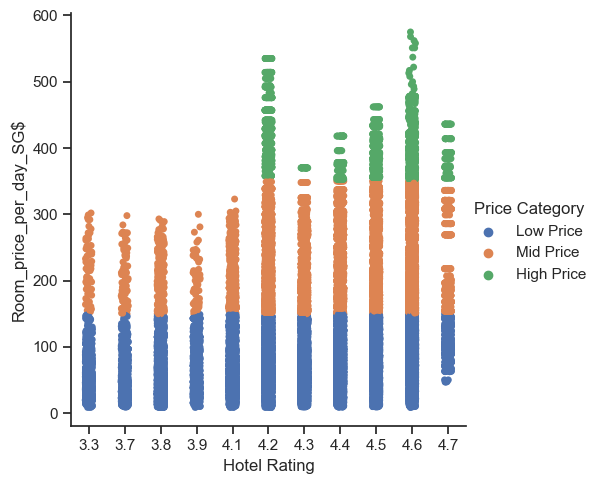 600
500
400
300
200
100
0
Room_price_per_day_SG$
3.3 3.7 3.8 3.9 4.1 4.2 4.3 4.4 4.5 4.6 4.7
Hotel Rating
Price Category
Low Price
Mid Price
High Price